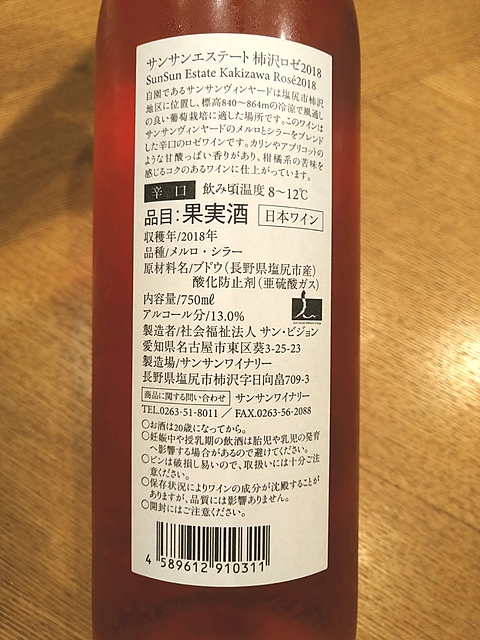 サンサンエステート 柿沢ロゼ2018
SunSun Estate Kakizawa Rosé2018
自園であるサンサンヴィンヤードは塩尻市柿沢
地区に位置し、標高840～864mの冷涼で風通し
の良い葡萄栽培に適した場所です。このワインは
サンサンヴィンヤードのメルロとシラーをブレンド
した辛口のロゼワインです。カリンやアプリコットの
ような甘酸っぱい香りがあり、柑橘系の苦味を
感じるコクのあるワインに仕上がっています。
辛口 飲み頃温度 8～12℃
品目:果実酒 日本ワイン
収穫年/2018年
品種/メルロ・シラー
原材料名/ブドウ(長野県塩尻市産)
酸化防止剤(亜硫酸ガス)
内容量/750mℓ
アルコール分/13.0%
製造者/社会福祉法人 サン・ビジョン
愛知県名古屋市東区葵3-25-23
製造場/サンサンワイナリー
長野県塩尻市柿沢字日向畠709-3
商品に関する問い合わせ サンサンワイナリー
TEL.0263-51-8011 ／ FAX.0263-56-2088
○お酒は20歳になってから。
○妊娠中や授乳期の飲酒は胎児や乳児の発育
へ影響する場合があるので避けてください。
○ビンは破損し易いので、取扱いには十分ご注
意ください。
○保存状況によりワインの成分が沈殿することが
ありますが、品質には影響ありません。
○開封にはご注意ください。
4 589612 910311